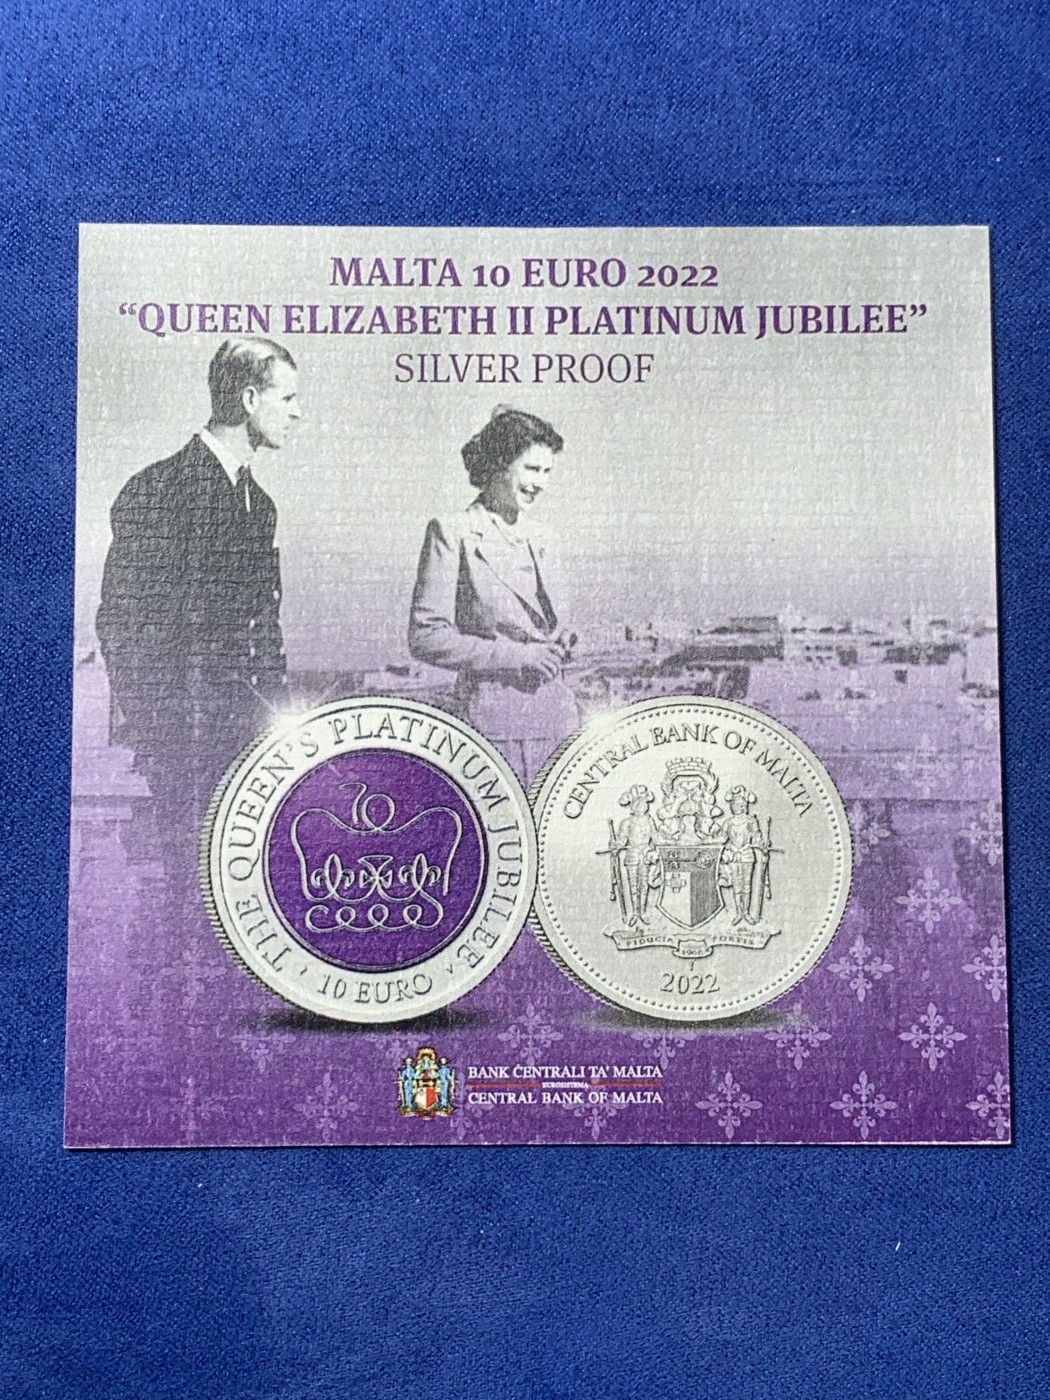 MALTA 10 EURO 2022
“QUEEN ELIZABETH II PLATINUM JUBILEE”
SILVER PROOF
THE QUEEN'S PLATINUM JUBILEE
70
10 EURO
CENTRAL BANK OF MALTA
FIDUCIA FORTIS
2022
BANK ĊENTRALI TA' MALTA
EUROSISTEMA
CENTRAL BANK OF MALTA